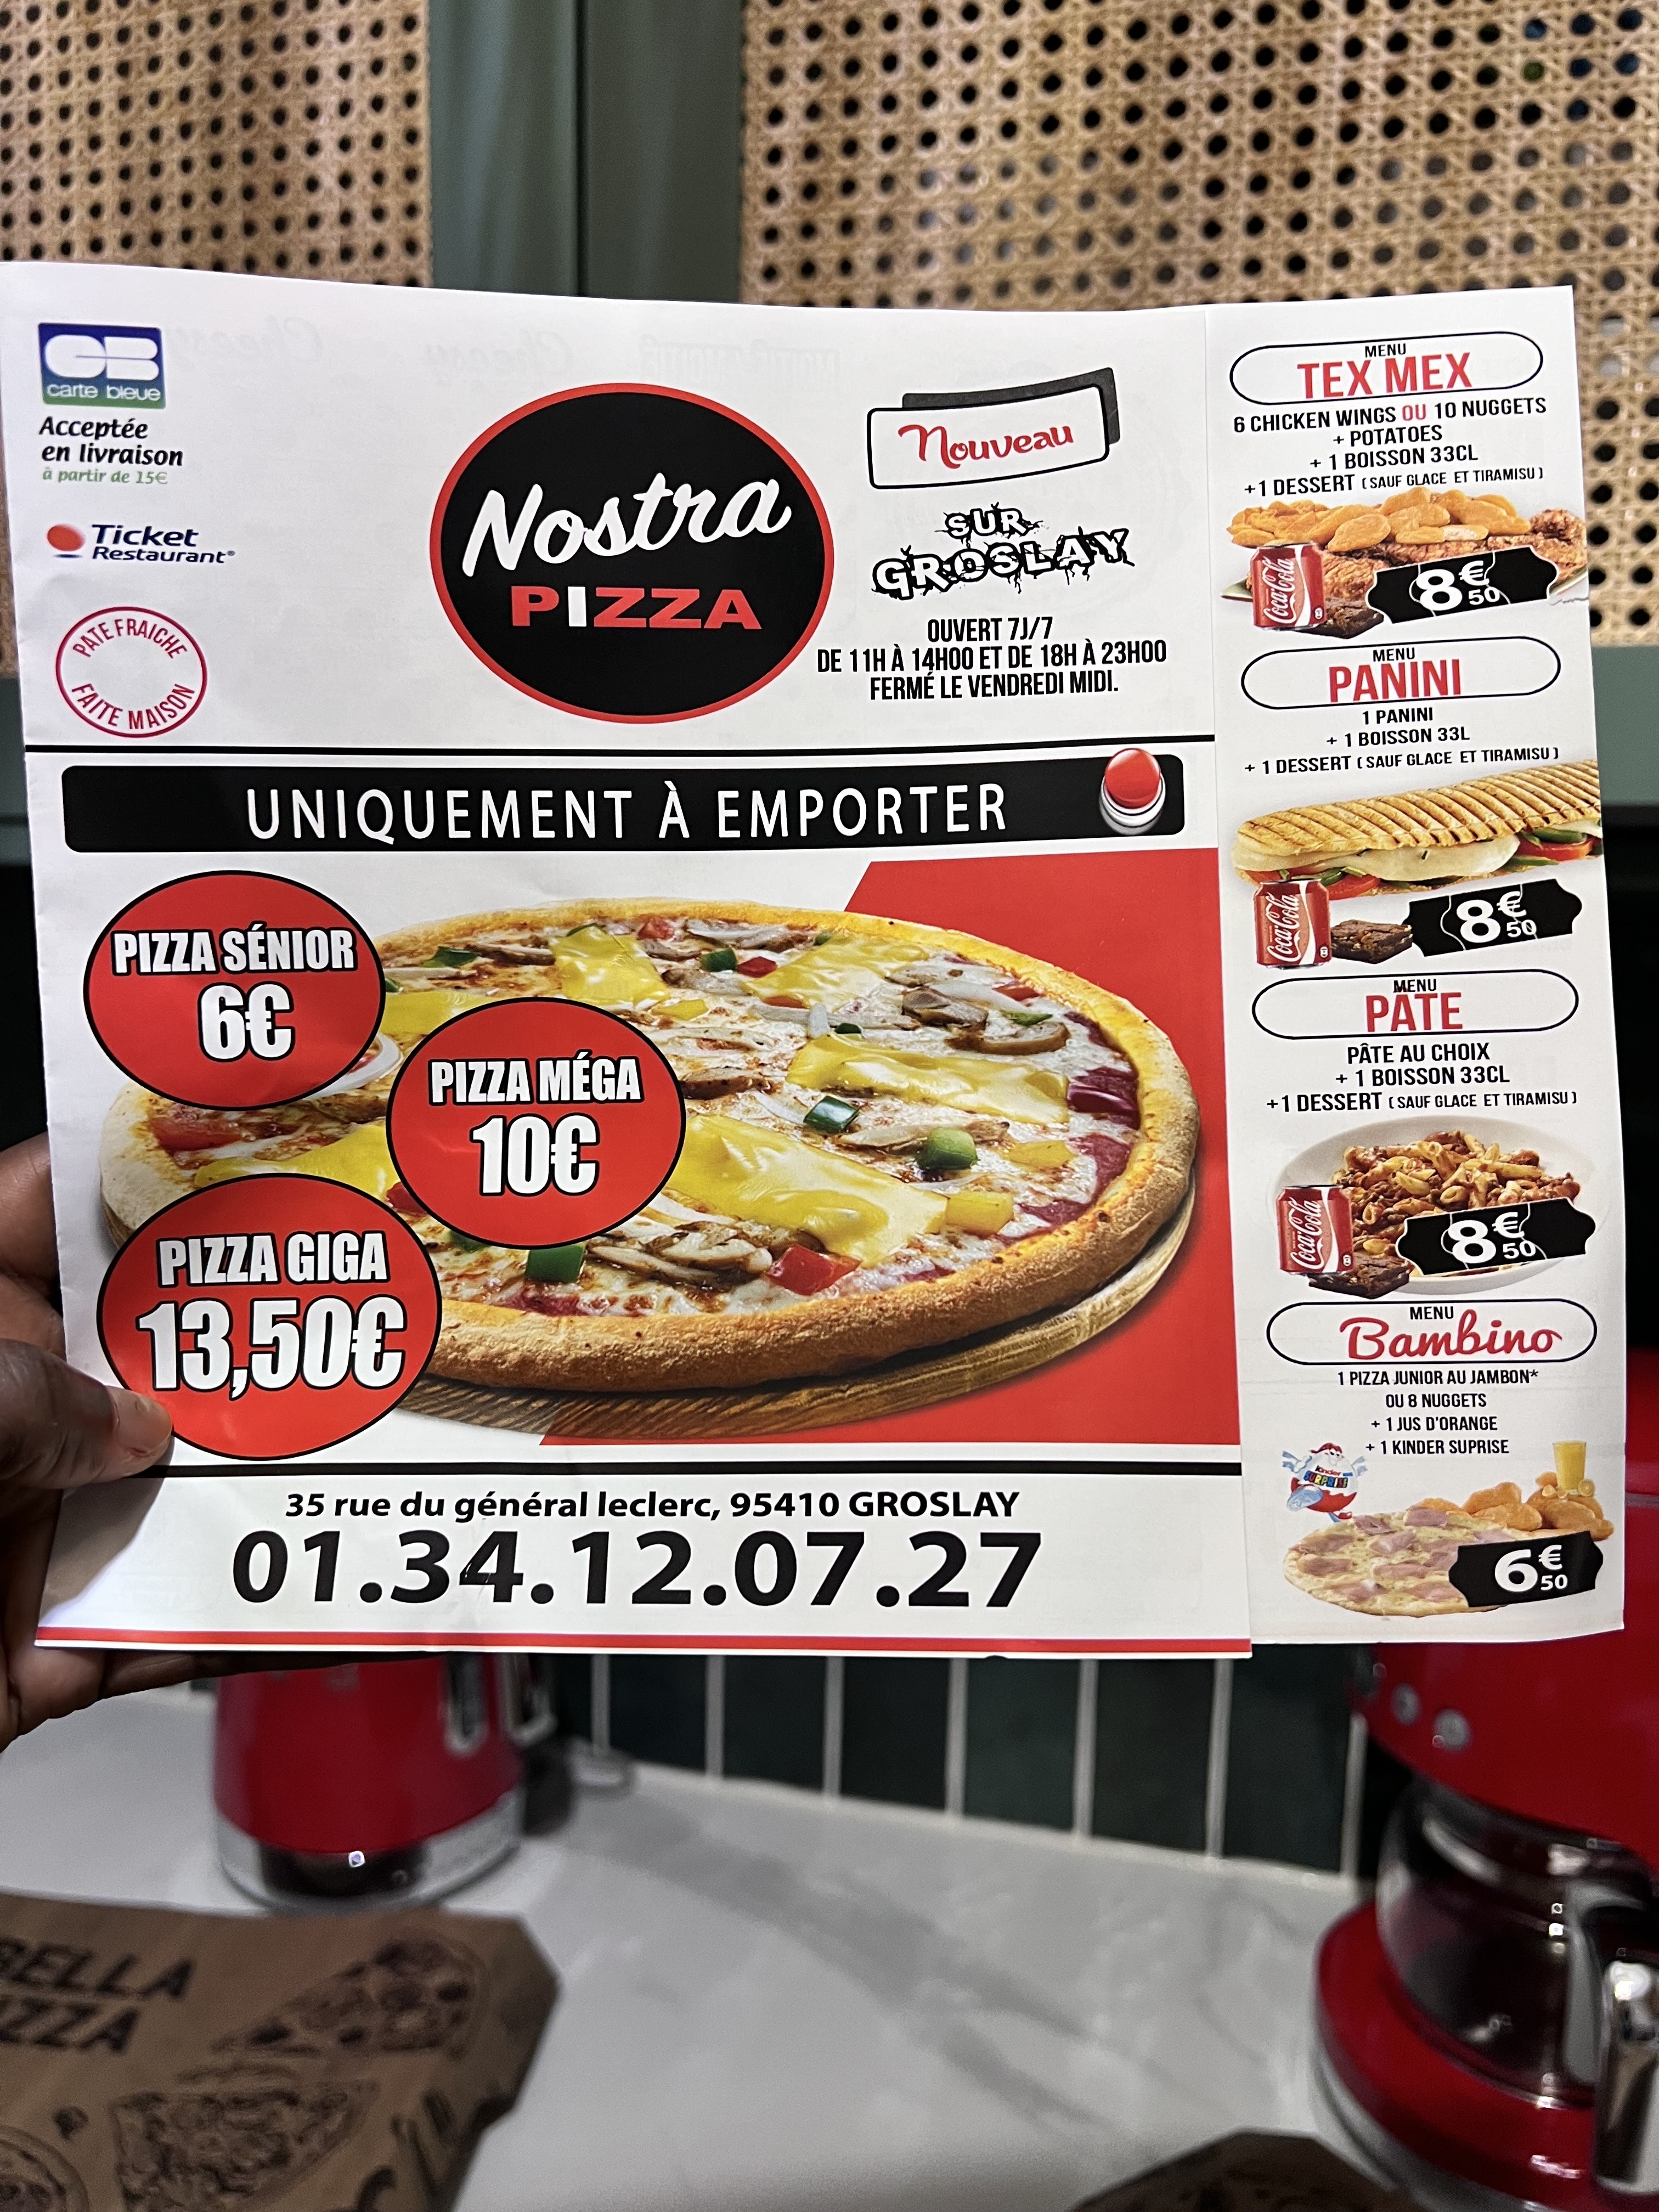 CB
carte bleue
Acceptée
en livraison
à partir de 15€
Ticket
Restaurant®
PATE FRAICHE
FAITE MAISON
Nostra
PIZZA
Nouveau
SUR
GROSLAY
OUVERT 7J/7
DE 11H À 14H00 ET DE 18H À 23H00
FERMÉ LE VENDREDI MIDI.
UNIQUEMENT À EMPORTER
PIZZA SÉNIOR
6€
PIZZA MÉGA
10€
PIZZA GIGA
13,50€
35 rue du général leclerc, 95410 GROSLAY
01.34.12.07.27
MENU
TEX MEX
6 CHICKEN WINGS OU 10 NUGGETS
+ POTATOES
+ 1 BOISSON 33CL
+1 DESSERT (SAUF GLACE ET TIRAMISU)
Coca-Cola
8€50
MENU
PANINI
1 PANINI
+ 1 BOISSON 33L
+ 1 DESSERT (SAUF GLACE ET TIRAMISU)
Coca-Cola
8€50
MENU
PÂTE
PÂTE AU CHOIX
+ 1 BOISSON 33CL
+1 DESSERT (SAUF GLACE ET TIRAMISU)
Coca-Cola
8€50
MENU
Bambino
1 PIZZA JUNIOR AU JAMBON*
OU 8 NUGGETS
+ 1 JUS D'ORANGE
+ 1 KINDER SUPRISE
Kinder
SURPRISE
6€50
BELLA
PIZZA